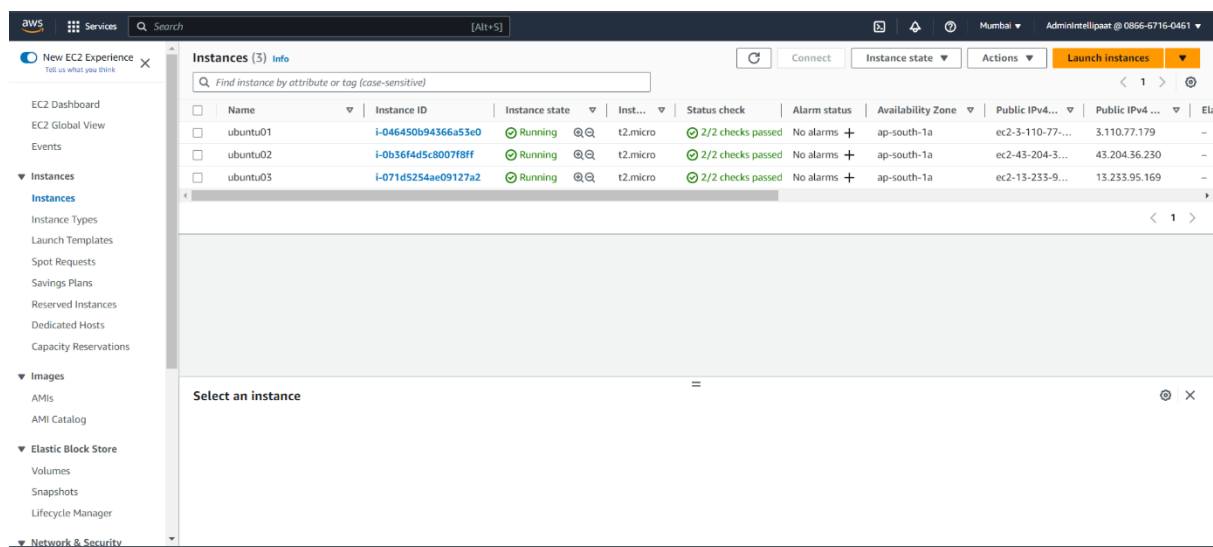 aws Services Search [Alt+S] Mumbai ▼ AdminIntellipaat @ 0866-6716-0461 ▼
New EC2 Experience
Tell us what you think
EC2 Dashboard
EC2 Global View
Events
▼ Instances
Instances
Instance Types
Launch Templates
Spot Requests
Savings Plans
Reserved Instances
Dedicated Hosts
Capacity Reservations
▼ Images
AMIs
AMI Catalog
▼ Elastic Block Store
Volumes
Snapshots
Lifecycle Manager
▼ Network & Security
Instances (3) Info Connect Instance state ▼ Actions ▼ Launch instances ▼
Find instance by attribute or tag (case-sensitive) < 1 >
Name Instance ID Instance state Inst... Status check Alarm status Availability Zone Public IPv4... Public IPv4 ... Ela
ubuntu01 i-046450b94366a53e0 Running t2.micro 2/2 checks passed No alarms + ap-south-1a ec2-3-110-77-... 3.110.77.179 –
ubuntu02 i-0b36f4d5c8007f8ff Running t2.micro 2/2 checks passed No alarms + ap-south-1a ec2-43-204-3... 43.204.36.230 –
ubuntu03 i-071d5254ae09127a2 Running t2.micro 2/2 checks passed No alarms + ap-south-1a ec2-13-233-9... 13.233.95.169 –
< 1 >
Select an instance